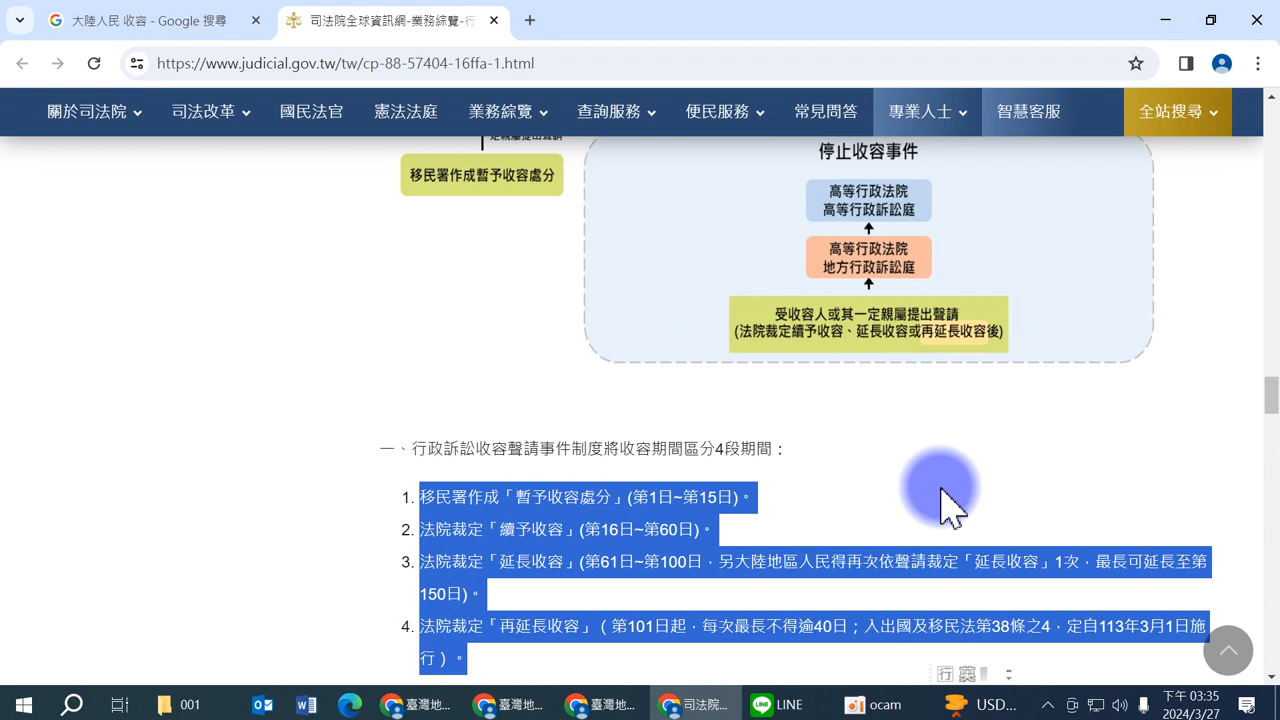 大陸人民 收容 - Google 搜尋
司法院全球資訊網-業務綜覽-行
https://www.judicial.gov.tw/tw/cp-88-57404-16ffa-1.html
關於司法院 司法改革 國民法官 憲法法庭 業務綜覽 查詢服務 便民服務 常見問答 專業人士 智慧客服 全站搜尋
移民署作成暫予收容處分
停止收容事件
高等行政法院
高等行政訴訟庭
高等行政法院
地方行政訴訟庭
受收容人或其一定親屬提出聲請
(法院裁定續予收容、延長收容或再延長收容後)
一、行政訴訟收容聲請事件制度將收容期間區分4段期間：
1. 移民署作成「暫予收容處分」(第1日~第15日)。
2. 法院裁定「續予收容」(第16日~第60日)。
3. 法院裁定「延長收容」(第61日~第100日，另大陸地區人民得再次依聲請裁定「延長收容」1次，最長可延長至第
150日)。
4. 法院裁定「再延長收容」（第101日起，每次最長不得逾40日；入出國及移民法第38條之4，定自113年3月1日施
行）。
行 英
001 臺灣地... 臺灣地... 臺灣地... 司法院... LINE ocam USD...
下午 03:35
2024/3/27